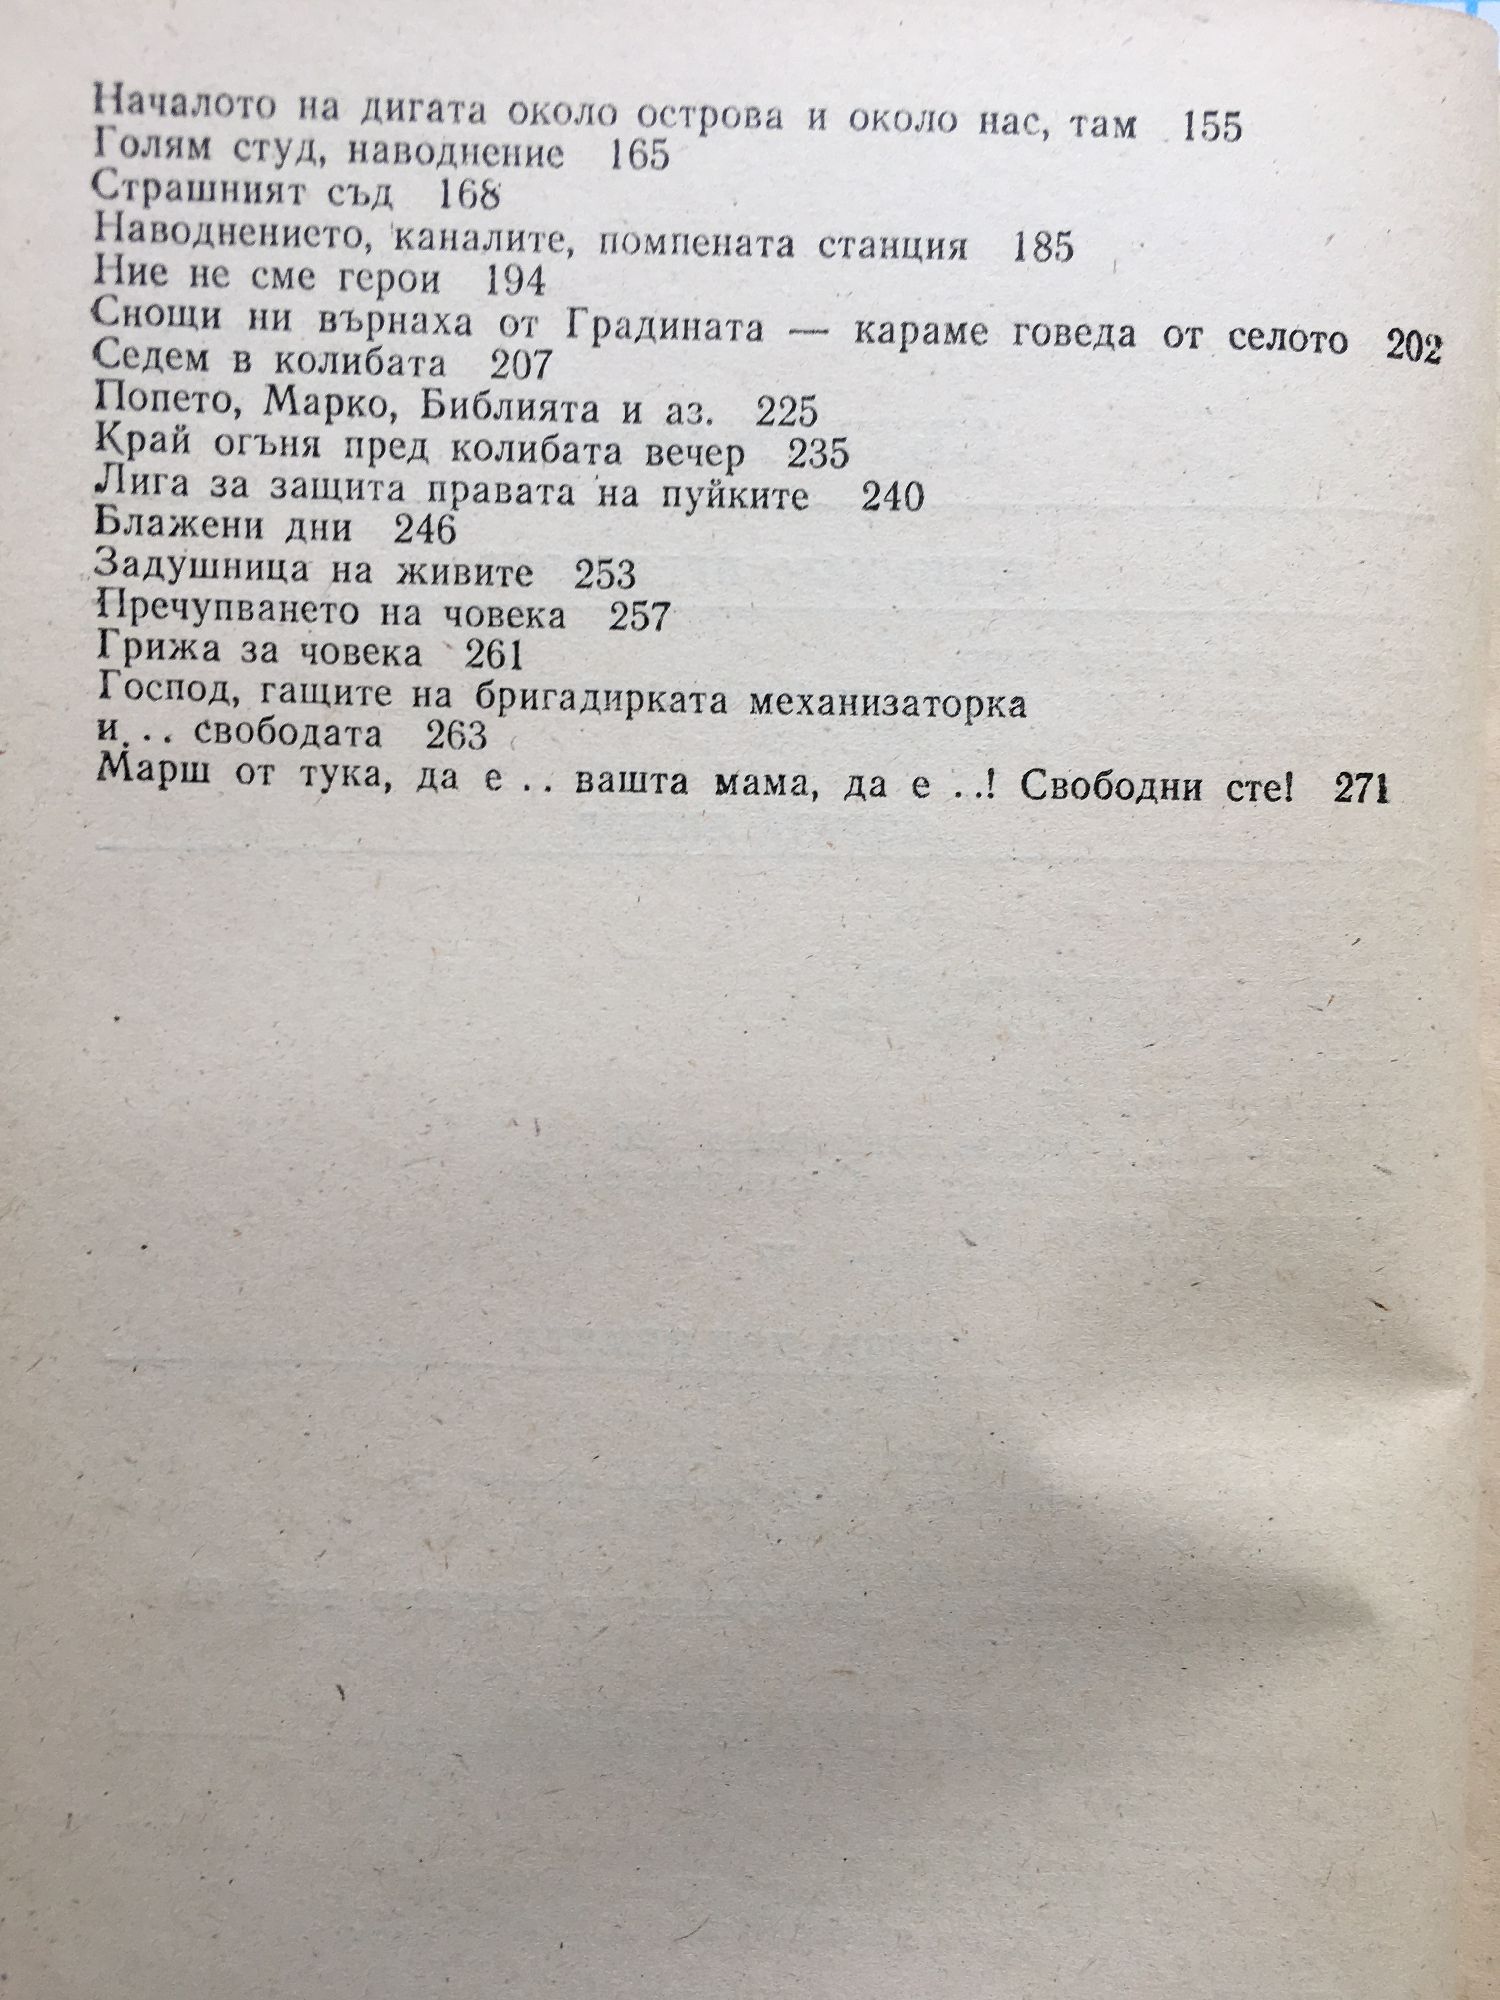 Началото на дигата около острова и около нас, там 155
Голям студ, наводнение 165
Страшният съд 168
Наводнението, каналите, помпената станция 185
Ние не сме герои 194
Снощи ни върнаха от Градината — караме говеда от селото 202
Седем в колибата 207
Попето, Марко, Библията и аз. 225
Край огъня пред колибата вечер 235
Лига за защита правата на пуйките 240
Блажени дни 246
Задушница на живите 253
Пречупването на човека 257
Грижа за човека 261
Господ, гащите на бригадирката механизаторка
и... свободата 263
Марш от тука, да е .. вашта мама, да е ..! Свободни сте! 271